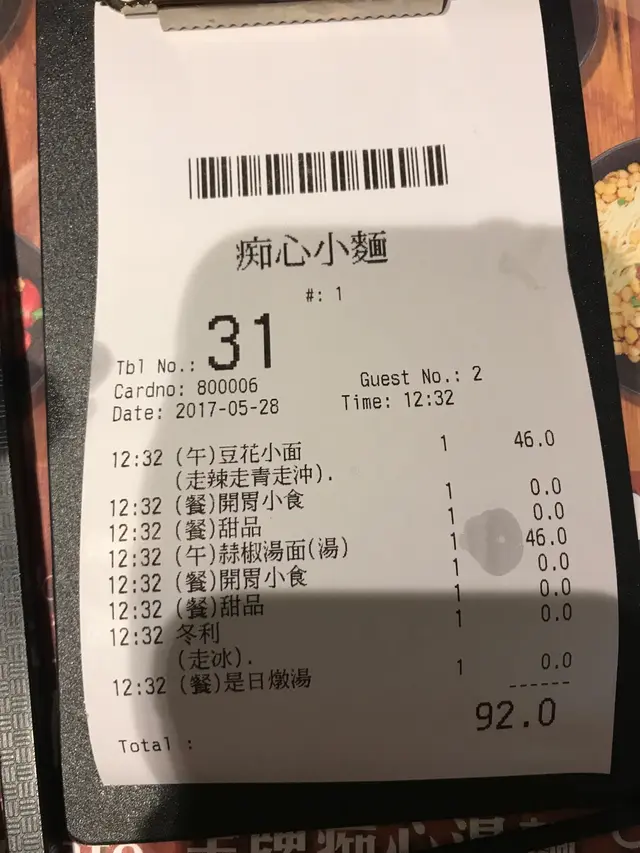 痴心小麵
#: 1
Tbl No.: 31
Cardno: 800006 Guest No.: 2
Date: 2017-05-28 Time: 12:32
12:32 (午)豆花小面 1 46.0
(走辣走青走沖).
12:32 (餐)開胃小食 1 0.0
12:32 (餐)甜品 1 0.0
12:32 (午)蒜椒湯面(湯) 1 46.0
12:32 (餐)開胃小食 1 0.0
12:32 (餐)甜品 1 0.0
12:32 冬利 1 0.0
(走冰).
12:32 (餐)是日燉湯 1 0.0
------
92.0
Total :